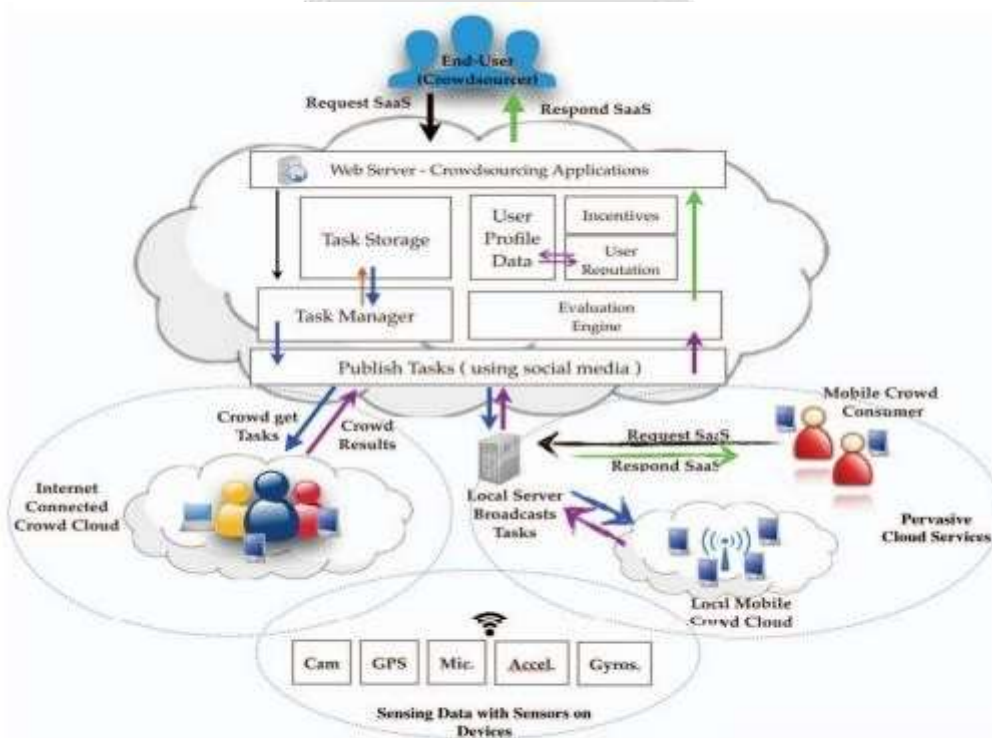 End-User
(Crowdsourcer)
Request SaaS
Respond SaaS
Web Server - Crowdsourcing Applications
Task Storage
User
Profile
Data
Incentives
User
Reputation
Task Manager
Evaluation
Engine
Publish Tasks ( using social media )
Crowd get
Tasks
Crowd
Results
Mobile Crowd
Consumer
Request SaaS
Respond SaaS
Internet
Connected
Crowd Cloud
Local Server
Broadcasts
Tasks
Pervasive
Cloud Services
Local Mobile
Crowd Cloud
Cam
GPS
Mic.
Accel.
Gyros.
Sensing Data with Sensors on
Devices